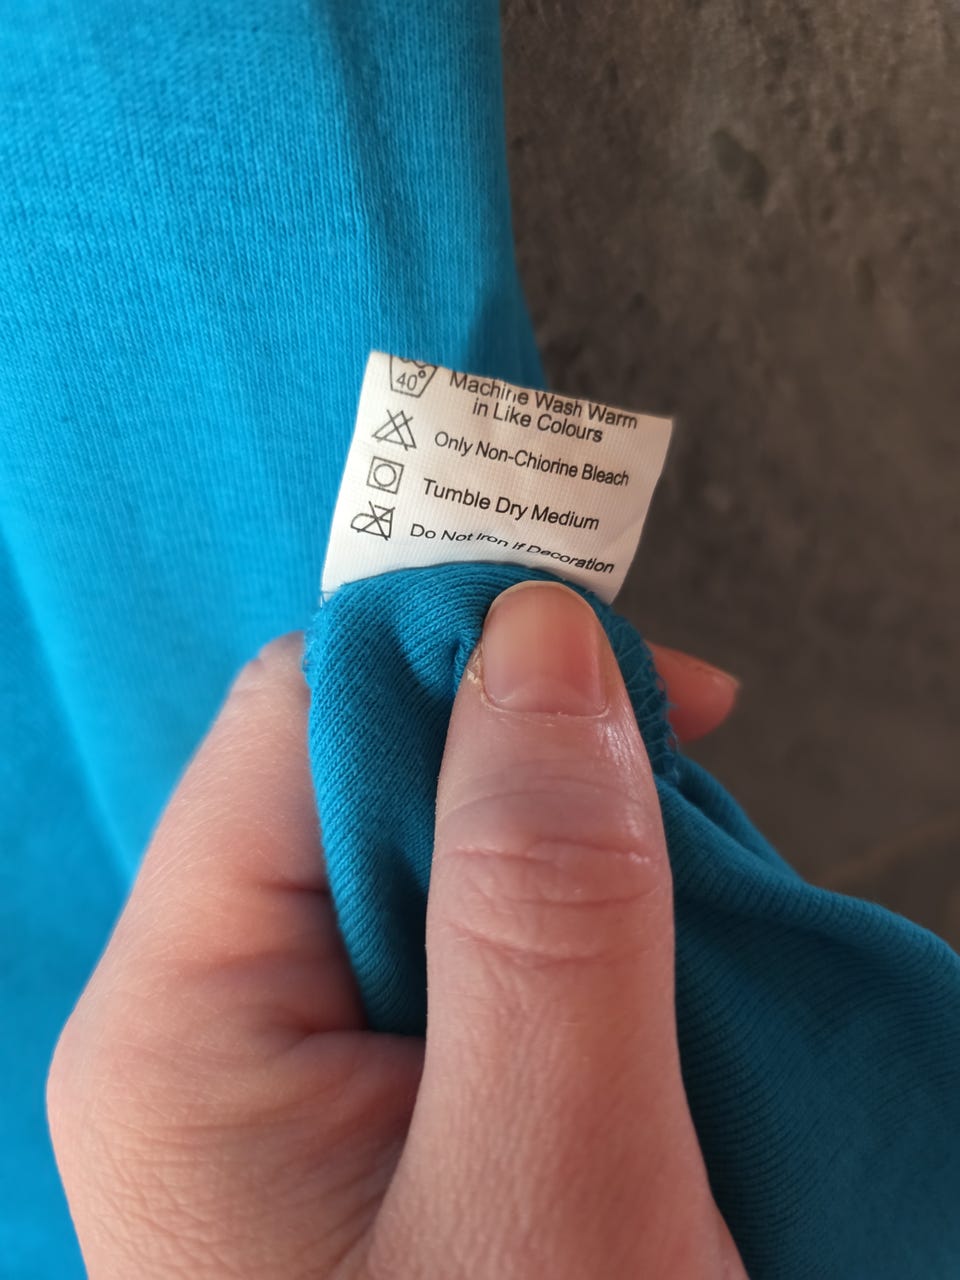 40°
Machine Wash Warm
in Like Colours
Only Non-Chlorine Bleach
Tumble Dry Medium
Do Not Iron If Decoration